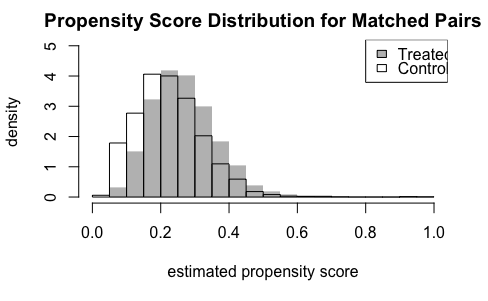 Propensity Score Distribution for Matched Pairs
Treated
Control
density
5
4
3
2
1
0
0.0 0.2 0.4 0.6 0.8 1.0
estimated propensity score